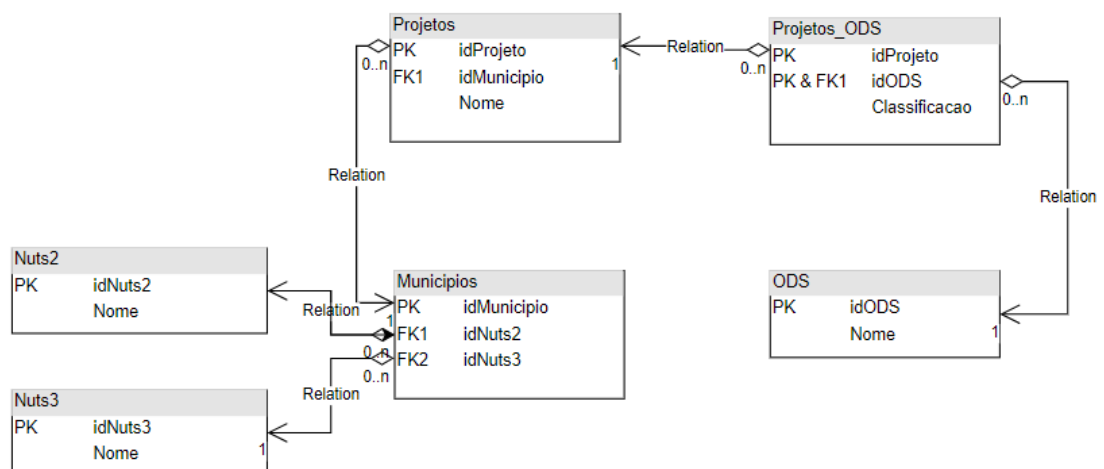 Projetos
PK idProjeto
FK1 idMunicipio
Nome
0..n
1
Relation
Projetos_ODS
PK idProjeto
PK & FK1 idODS
Classificacao
0..n
0..n
Relation
Relation
Nuts2
PK idNuts2
Nome
Relation
Municipios
PK idMunicipio
FK1 idNuts2
FK2 idNuts3
1
0..n
0..n
ODS
PK idODS
Nome
1
Relation
Nuts3
PK idNuts3
Nome
1